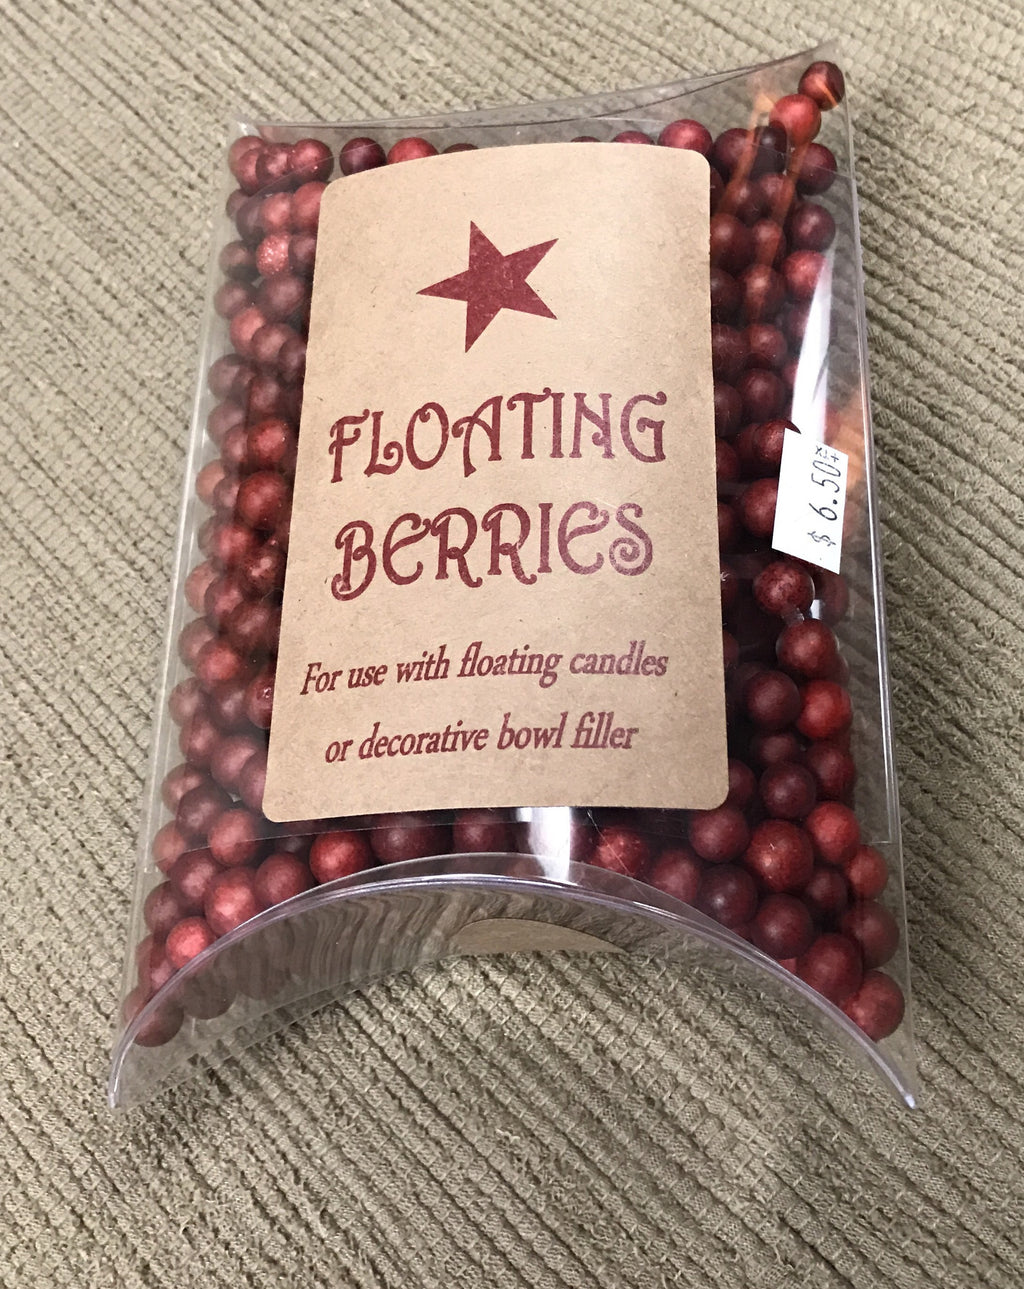 FLOATING
BERRIES
For use with floating candles
or decorative bowl filler
$ 6.50